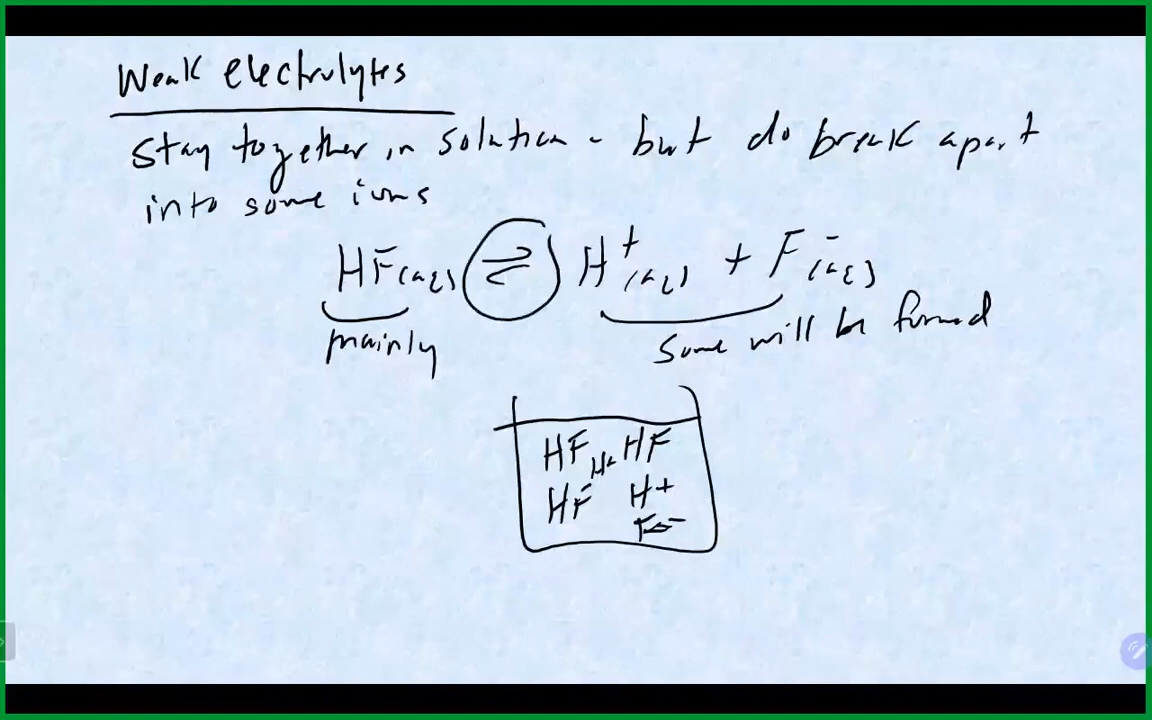 Weak electrolytes
Stay together in solution - but do break apart
into some ions
HF(aq) ⇌ H⁺(aq) + F⁻(aq)
mainly
Some will be formed
HF HF
HF H+